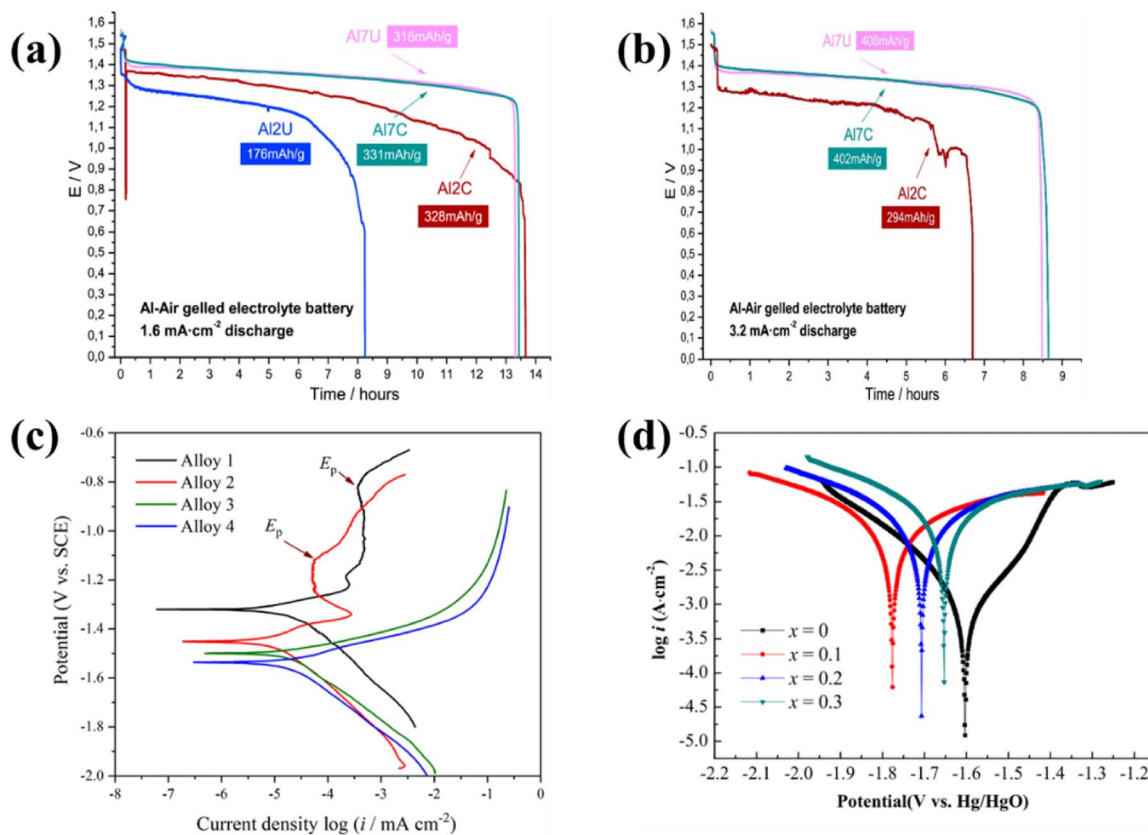 (a)
1,6
1,5
1,4
1,3
1,2
1,1
1,0
0,9
0,8
0,7
0,6
0,5
0,4
0,3
0,2
0,1
0,0
E / V
Al7U 316mAh/g
Al2U
176mAh/g
Al7C
331mAh/g
Al2C
328mAh/g
Al-Air gelled electrolyte battery
1.6 mA·cm⁻² discharge
0 1 2 3 4 5 6 7 8 9 10 11 12 13 14
Time / hours
(b)
1,6
1,5
1,4
1,3
1,2
1,1
1,0
0,9
0,8
0,7
0,6
0,5
0,4
0,3
0,2
0,1
0,0
E / V
Al7U 408mAh/g
Al7C
402mAh/g
Al2C
294mAh/g
Al-Air gelled electrolyte battery
3.2 mA·cm⁻² discharge
0 1 2 3 4 5 6 7 8 9
Time / hours
(c)
-0.6
-0.8
-1.0
-1.2
-1.4
-1.6
-1.8
-2.0
Potential (V vs. SCE)
Alloy 1
Alloy 2
Alloy 3
Alloy 4
Ep
Ep
-8 -7 -6 -5 -4 -3 -2 -1 0
Current density log (i / mA cm⁻²)
(d)
-0.5
-1.0
-1.5
-2.0
-2.5
-3.0
-3.5
-4.0
-4.5
-5.0
log i (A·cm⁻²)
x = 0
x = 0.1
x = 0.2
x = 0.3
-2.2 -2.1 -2.0 -1.9 -1.8 -1.7 -1.6 -1.5 -1.4 -1.3 -1.2
Potential(V vs. Hg/HgO)